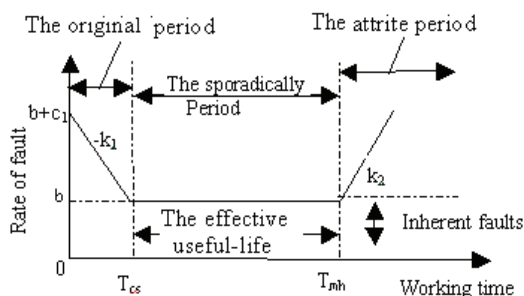 The original period
The attrite period
The sporadically
Period
b+c1
-k1
Rate of fault
b
k2
The effective
useful-life
Inherent faults
0
Tcs
Tmh
Working time